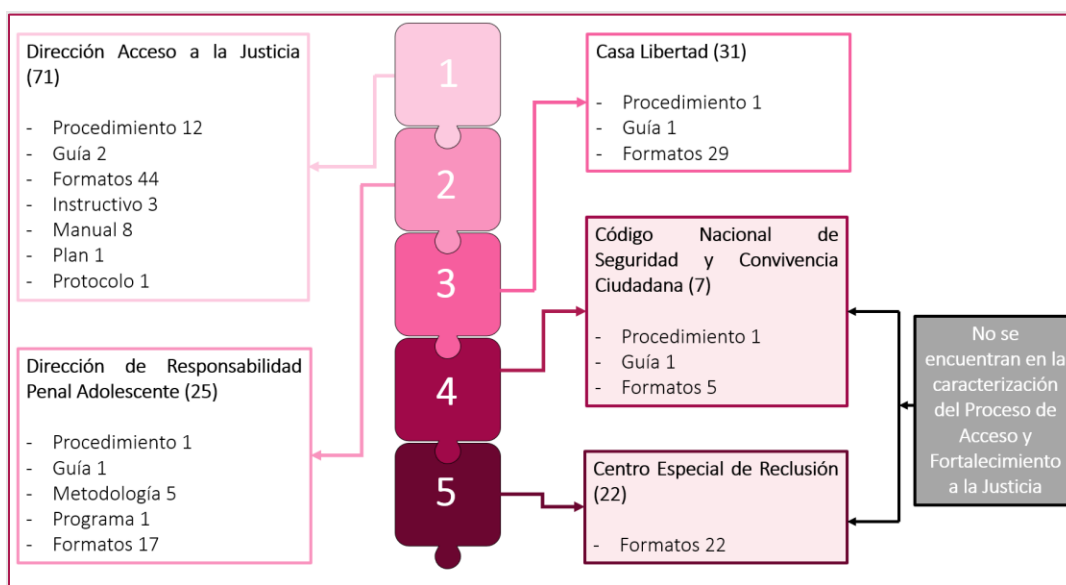 Dirección Acceso a la Justicia
(71)
- Procedimiento 12
- Guía 2
- Formatos 44
- Instructivo 3
- Manual 8
- Plan 1
- Protocolo 1
Dirección de Responsabilidad
Penal Adolescente (25)
- Procedimiento 1
- Guía 1
- Metodología 5
- Programa 1
- Formatos 17
1
2
3
4
5
Casa Libertad (31)
- Procedimiento 1
- Guía 1
- Formatos 29
Código Nacional de
Seguridad y Convivencia
Ciudadana (7)
- Procedimiento 1
- Guía 1
- Formatos 5
Centro Especial de Reclusión
(22)
- Formatos 22
No se
encuentran en la
caracterización
del Proceso de
Acceso y
Fortalecimiento
a la Justicia